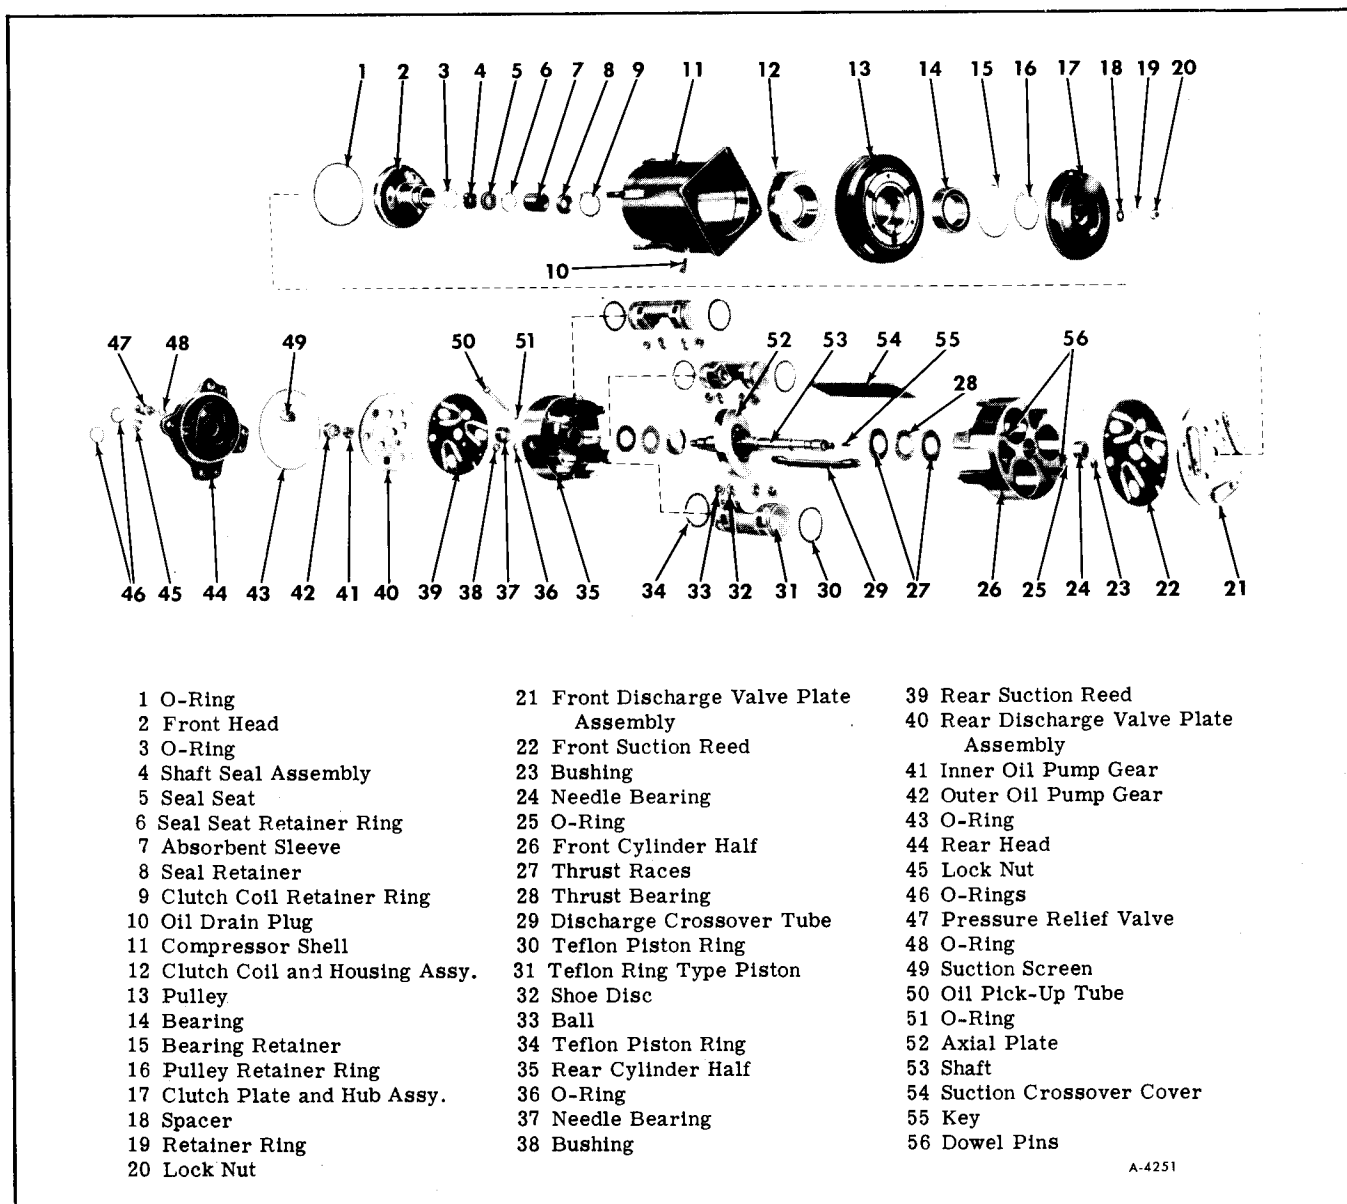 1 2 3 4 5 6 7 8 9 11 12 13 14 15 16 17 18 19 20
10
47 48 49 50 51 52 53 54 55 56
28
46 45 44 43 42 41 40 39 38 37 36 35 34 33 32 31 30 29 27 26 25 24 23 22 21
1 O-Ring
2 Front Head
3 O-Ring
4 Shaft Seal Assembly
5 Seal Seat
6 Seal Seat Retainer Ring
7 Absorbent Sleeve
8 Seal Retainer
9 Clutch Coil Retainer Ring
10 Oil Drain Plug
11 Compressor Shell
12 Clutch Coil and Housing Assy.
13 Pulley
14 Bearing
15 Bearing Retainer
16 Pulley Retainer Ring
17 Clutch Plate and Hub Assy.
18 Spacer
19 Retainer Ring
20 Lock Nut
21 Front Discharge Valve Plate
Assembly
22 Front Suction Reed
23 Bushing
24 Needle Bearing
25 O-Ring
26 Front Cylinder Half
27 Thrust Races
28 Thrust Bearing
29 Discharge Crossover Tube
30 Teflon Piston Ring
31 Teflon Ring Type Piston
32 Shoe Disc
33 Ball
34 Teflon Piston Ring
35 Rear Cylinder Half
36 O-Ring
37 Needle Bearing
38 Bushing
39 Rear Suction Reed
40 Rear Discharge Valve Plate
Assembly
41 Inner Oil Pump Gear
42 Outer Oil Pump Gear
43 O-Ring
44 Rear Head
45 Lock Nut
46 O-Rings
47 Pressure Relief Valve
48 O-Ring
49 Suction Screen
50 Oil Pick-Up Tube
51 O-Ring
52 Axial Plate
53 Shaft
54 Suction Crossover Cover
55 Key
56 Dowel Pins
A-4251